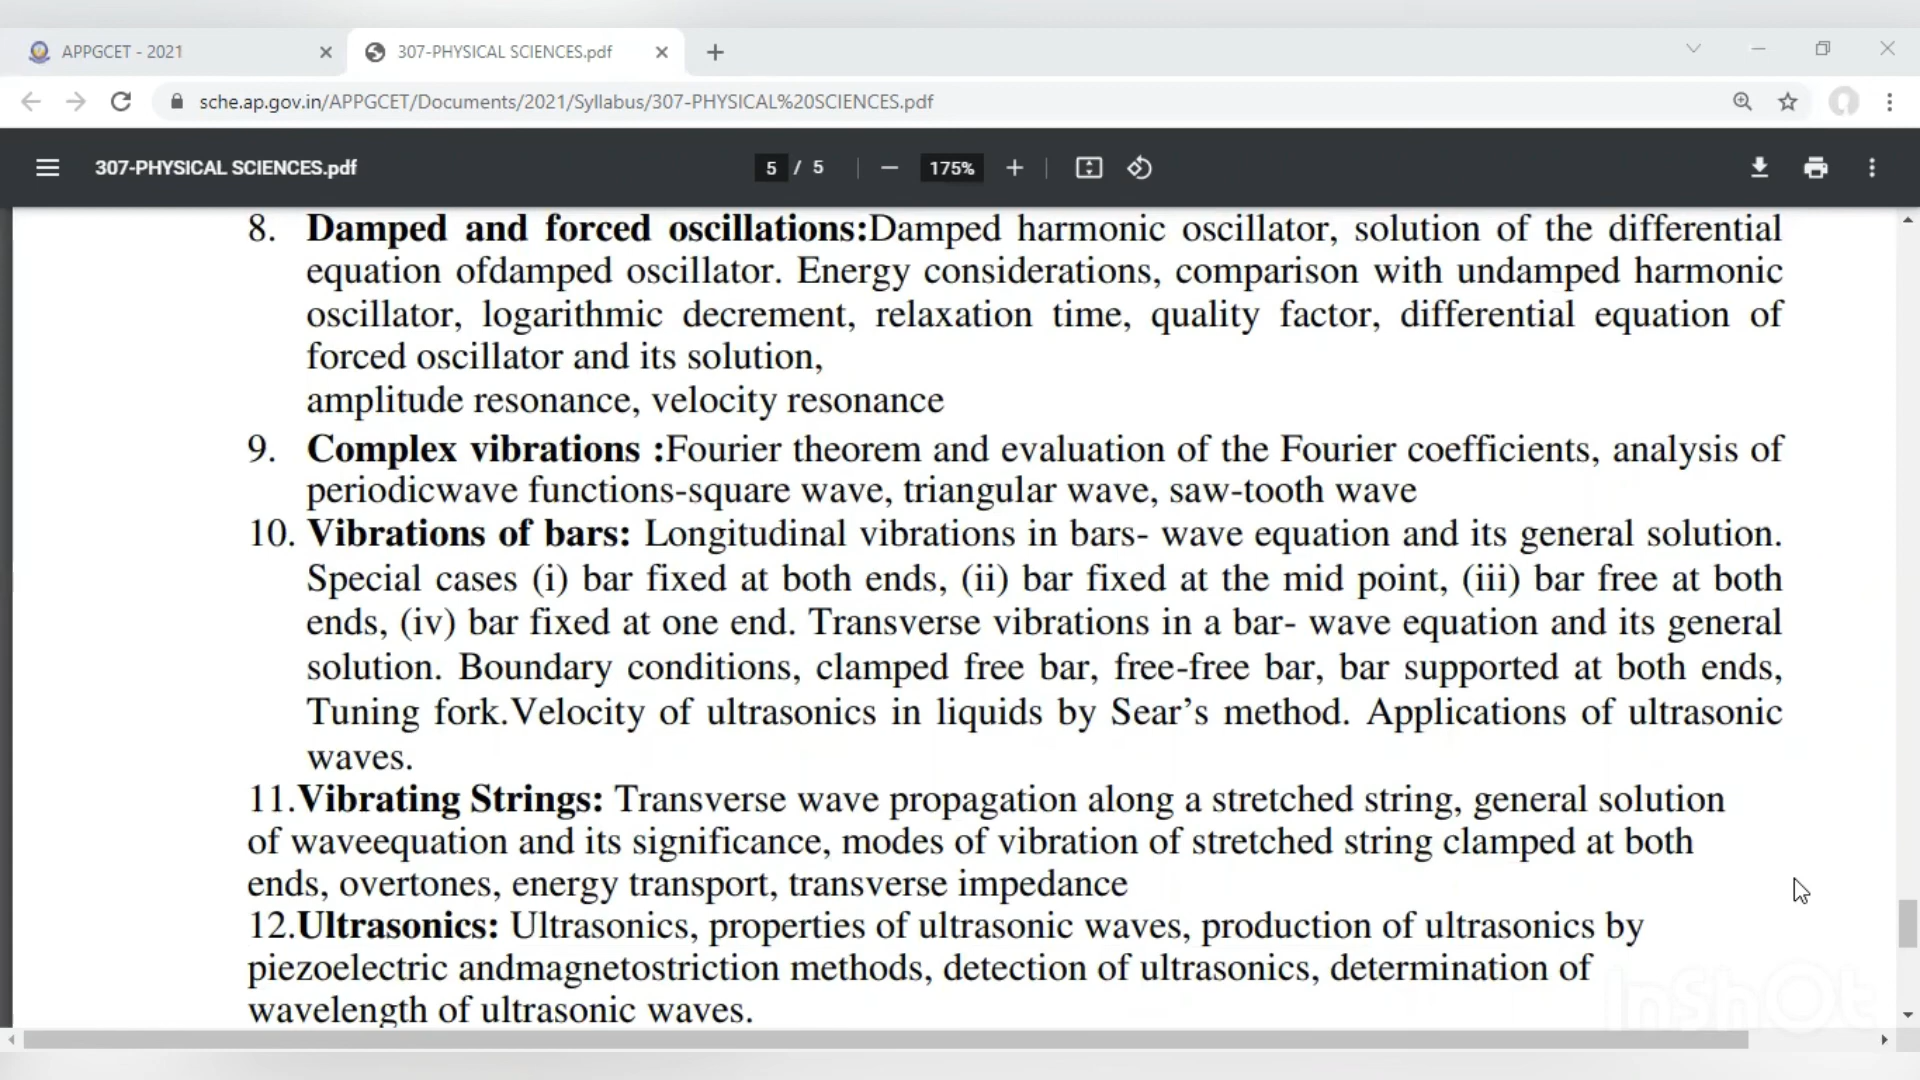 APPGCET - 2021
307-PHYSICAL SCIENCES.pdf
sche.ap.gov.in/APPGCET/Documents/2021/Syllabus/307-PHYSICAL%20SCIENCES.pdf
307-PHYSICAL SCIENCES.pdf
5 / 5
175%
8. Damped and forced oscillations:Damped harmonic oscillator, solution of the differential
equation ofdamped oscillator. Energy considerations, comparison with undamped harmonic
oscillator, logarithmic decrement, relaxation time, quality factor, differential equation of
forced oscillator and its solution,
amplitude resonance, velocity resonance
9. Complex vibrations :Fourier theorem and evaluation of the Fourier coefficients, analysis of
periodicwave functions-square wave, triangular wave, saw-tooth wave
10. Vibrations of bars: Longitudinal vibrations in bars- wave equation and its general solution.
Special cases (i) bar fixed at both ends, (ii) bar fixed at the mid point, (iii) bar free at both
ends, (iv) bar fixed at one end. Transverse vibrations in a bar- wave equation and its general
solution. Boundary conditions, clamped free bar, free-free bar, bar supported at both ends,
Tuning fork.Velocity of ultrasonics in liquids by Sear’s method. Applications of ultrasonic
waves.
11.Vibrating Strings: Transverse wave propagation along a stretched string, general solution
of waveequation and its significance, modes of vibration of stretched string clamped at both
ends, overtones, energy transport, transverse impedance
12.Ultrasonics: Ultrasonics, properties of ultrasonic waves, production of ultrasonics by
piezoelectric andmagnetostriction methods, detection of ultrasonics, determination of
wavelength of ultrasonic waves.
InShOt